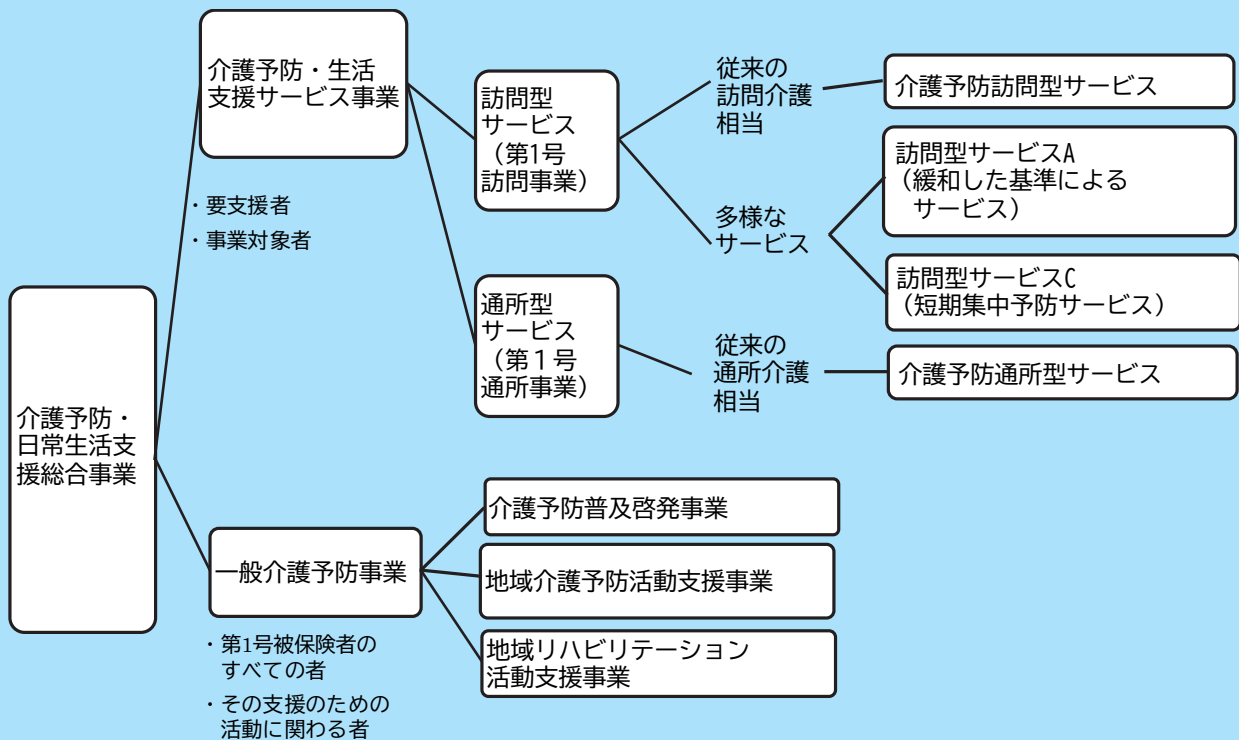 介護予防・
日常生活支
援総合事業
介護予防・生活
支援サービス事業
・要支援者
・事業対象者
訪問型
サービス
（第1号
訪問事業）
従来の
訪問介護
相当
介護予防訪問型サービス
多様な
サービス
訪問型サービスA
（緩和した基準による
サービス）
訪問型サービスC
（短期集中予防サービス）
通所型
サービス
（第１号
通所事業）
従来の
通所介護
相当
介護予防通所型サービス
一般介護予防事業
・第1号被保険者の
すべての者
・その支援のための
活動に関わる者
介護予防普及啓発事業
地域介護予防活動支援事業
地域リハビリテーション
活動支援事業